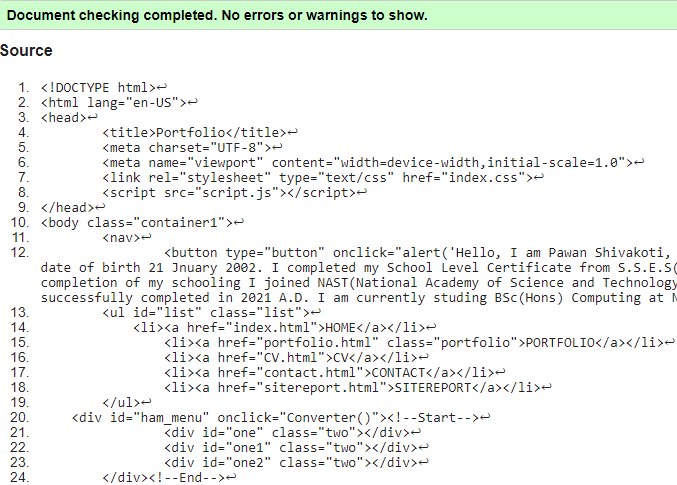 Document checking completed. No errors or warnings to show.
Source
1. <!DOCTYPE html>↩
2. <html lang="en-US">↩
3. <head>↩
4. <title>Portfolio</title>↩
5. <meta charset="UTF-8">↩
6. <meta name="viewport" content="width=device-width,initial-scale=1.0">↩
7. <link rel="stylesheet" type="text/css" href="index.css">↩
8. <script src="script.js"></script>↩
9. </head>↩
10. <body class="container1">↩
11. <nav>↩
12. <button type="button" onclick="alert('Hello, I am Pawan Shivakoti,
date of birth 21 Jnuary 2002. I completed my School Level Certificate from S.S.E.S(
completion of my schooling I joined NAST(National Academy of Science and Technology
successfully completed in 2021 A.D. I am currently studing BSc(Hons) Computing at N
13. <ul id="list" class="list">↩
14. <li><a href="index.html">HOME</a></li>↩
15. <li><a href="portfolio.html" class="portfolio">PORTFOLIO</a></li>↩
16. <li><a href="CV.html">CV</a></li>↩
17. <li><a href="contact.html">CONTACT</a></li>↩
18. <li><a href="sitereport.html">SITEREPORT</a></li>↩
19. </ul>↩
20. <div id="ham_menu" onclick="Converter()"><!--Start-->↩
21. <div id="one" class="two"></div>↩
22. <div id="one1" class="two"></div>↩
23. <div id="one2" class="two"></div>↩
24. </div><!--End-->↩